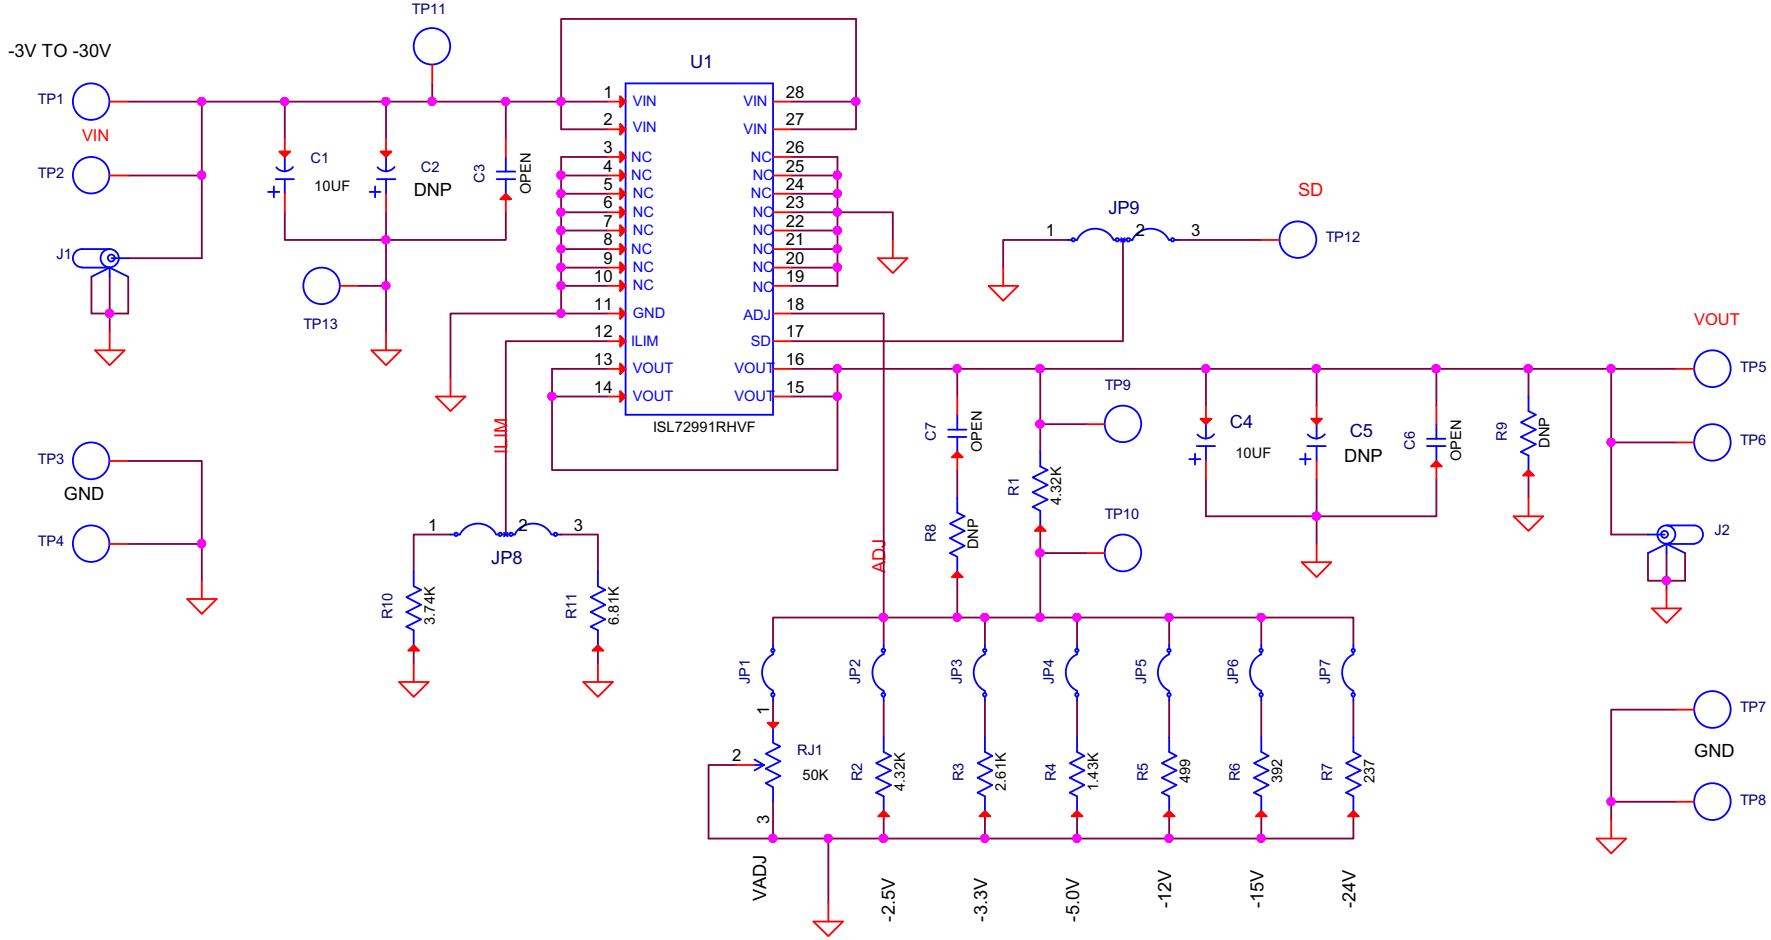 TP11
-3V TO -30V
U1
TP1
VIN
TP2
1
VIN
VIN
28
2
VIN
VIN
27
3
NC
NC
26
4
NC
NC
25
5
NC
NC
24
6
NC
NC
23
7
NC
NC
22
8
NC
NC
21
9
NC
NC
20
10
NC
NC
19
11
GND
ADJ
18
12
ILIM
SD
17
13
VOUT
VOUT
16
14
VOUT
VOUT
15
ISL72991RHVF
C1
10UF
C2
DNP
C3
OPEN
J1
TP13
SD
JP9
1
2
3
TP12
VOUT
TP5
TP6
TP9
TP10
C7
OPEN
R8
DNP
R1
4.32K
C4
10UF
C5
DNP
C6
OPEN
R9
DNP
J2
TP3
GND
TP4
ILIM
ADJ
1
2
3
JP8
R10
3.74K
R11
6.81K
JP1
JP2
JP3
JP4
JP5
JP6
JP7
1
2
3
RJ1
50K
R2
4.32K
R3
2.61K
R4
1.43K
R5
499
R6
392
R7
237
TP7
GND
TP8
VADJ
-2.5V
-3.3V
-5.0V
-12V
-15V
-24V